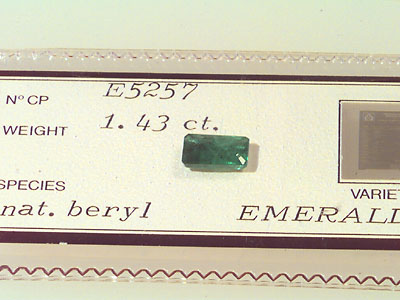 Nº CP E5257
WEIGHT 1.43 ct.
SPECIES VARIET
nat. beryl EMERALD